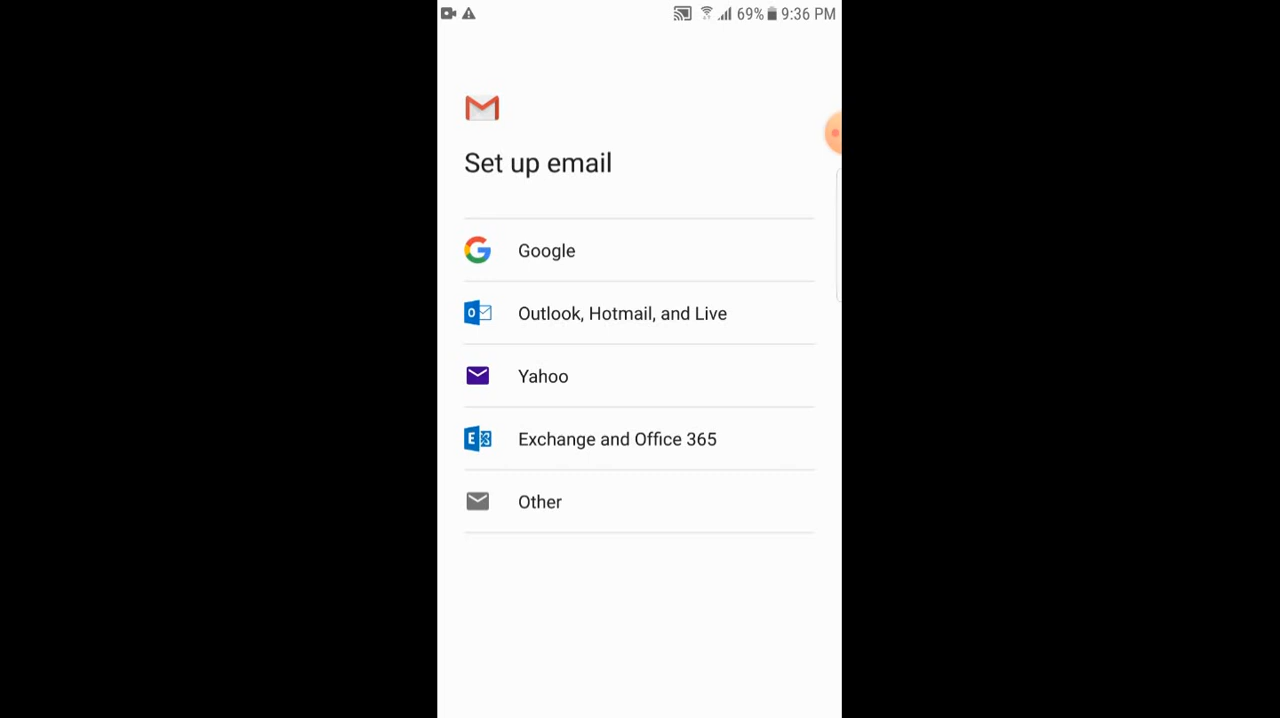 69% 9:36 PM
Set up email
Google
Outlook, Hotmail, and Live
Yahoo
Exchange and Office 365
Other